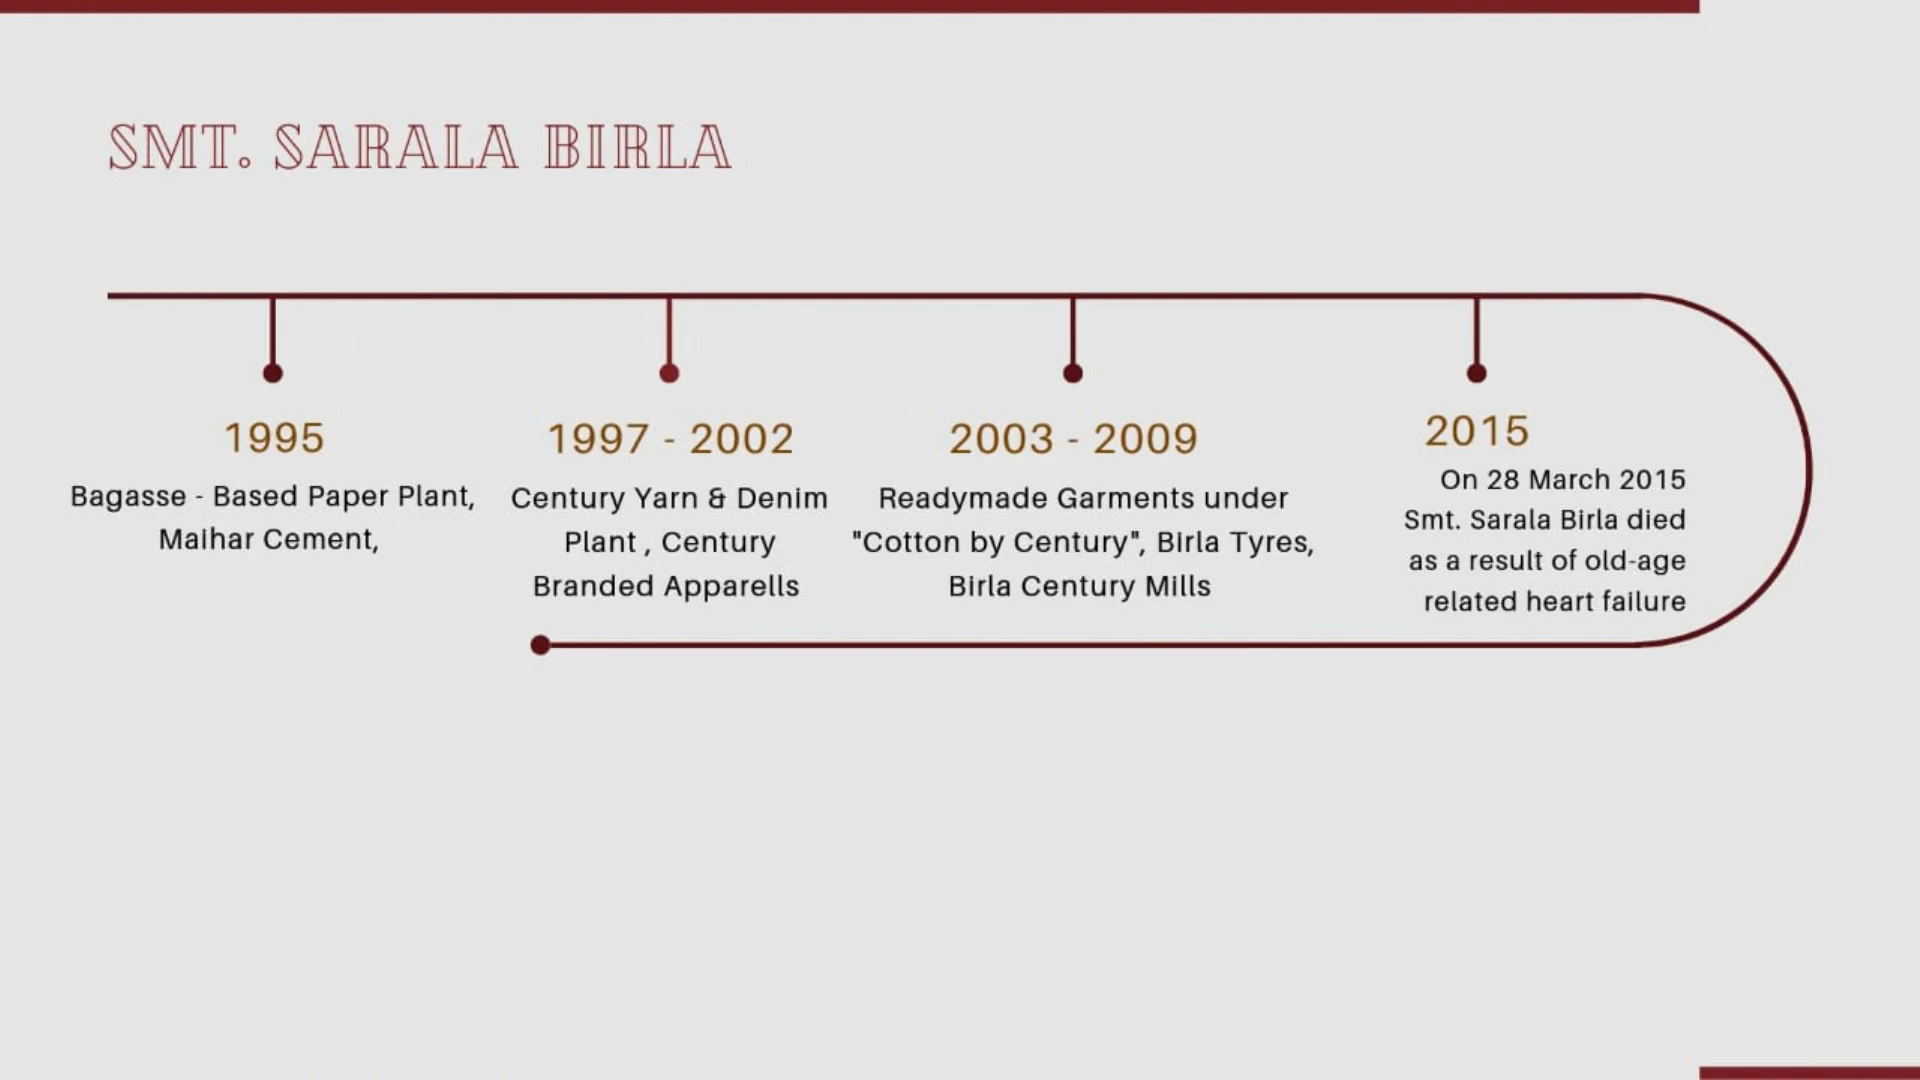 SMT. SARALA BIRLA
1995
Bagasse - Based Paper Plant,
Maihar Cement,
1997 - 2002
Century Yarn & Denim
Plant , Century
Branded Apparells
2003 - 2009
Readymade Garments under
"Cotton by Century", Birla Tyres,
Birla Century Mills
2015
On 28 March 2015
Smt. Sarala Birla died
as a result of old-age
related heart failure